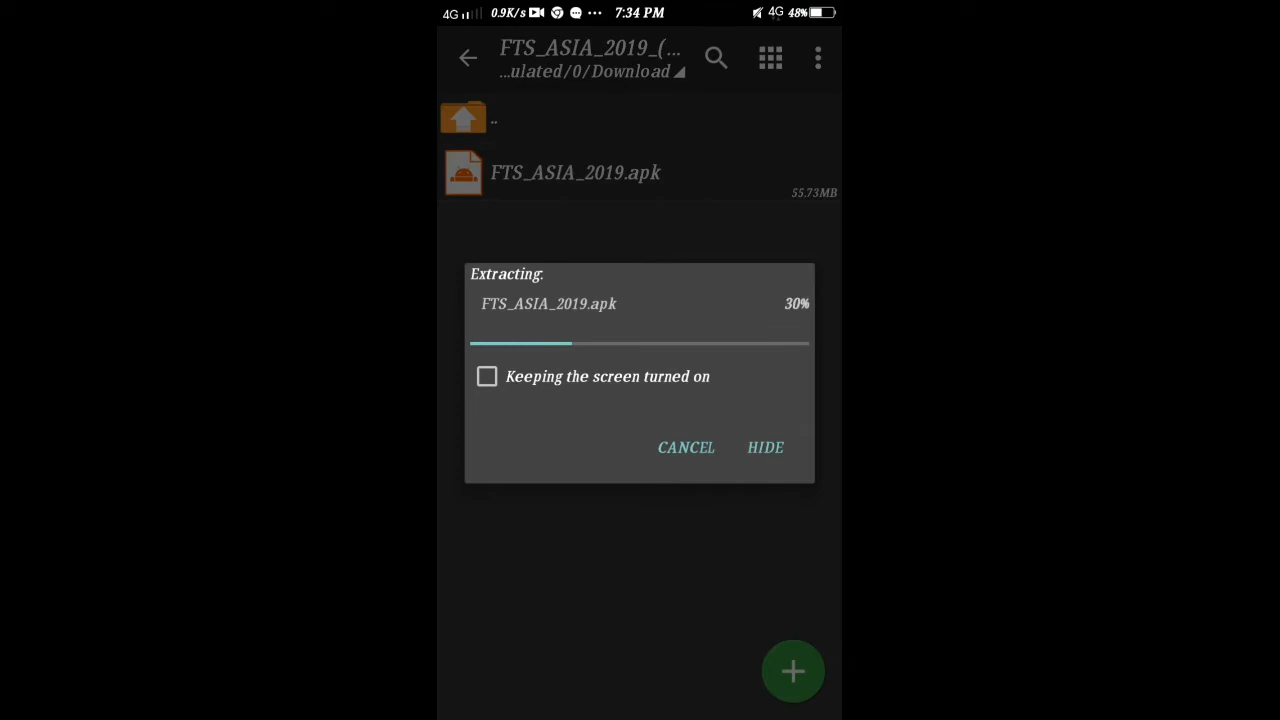 4G 0.9K/s ... 7:34 PM 4G 48%
FTS_ASIA_2019_(...
...ulated/0/Download
..
FTS_ASIA_2019.apk
55.73MB
Extracting:
FTS_ASIA_2019.apk 30%
Keeping the screen turned on
CANCEL HIDE